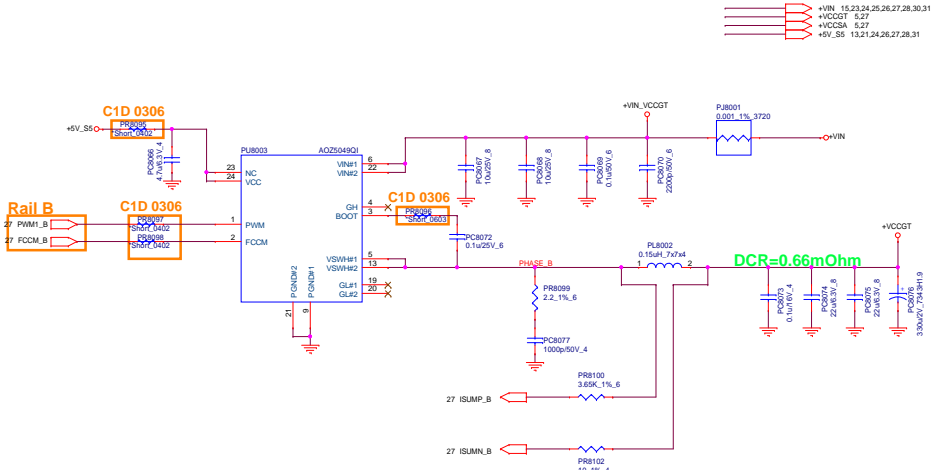 +VIN 15,23,24,25,26,27,28,30,31
+VCCGT 5,27
+VCCSA 5,27
+5V_S5 13,21,24,26,27,28,31
C1D 0306
+5V_S5
PR8095
*Short_0402
PC8066
4.7u/6.3V_4
PU8003
AOZ5049QI
23
24
NC
VCC
VIN#1
VIN#2
6
22
GH
BOOT
4
3
C1D 0306
PR8096
*Short_0603
PC8072
0.1u/25V_6
+VIN_VCCGT
PJ8001
0.001_1%_3720
+VIN
PC8067
10u/25V_8
PC8068
10u/25V_8
PC8069
0.1u/50V_6
PC8070
2200p/50V_6
Rail B
27 PWM1_B
27 FCCM_B
C1D 0306
PR8097
*Short_0402
PR8098
*Short_0402
1
2
PWM
FCCM
VSWH#1
VSWH#2
5
13
GL#1
GL#2
19
20
PGND#2
PGND#1
21
9
PHASE_B
PL8002
0.15uH_7x7x4
1
2
DCR=0.66mOhm
+VCCGT
PR8099
2.2_1%_6
PC8077
1000p/50V_4
PC8073
0.1u/16V_4
PC8074
22u/6.3V_8
PC8075
22u/6.3V_8
+
PC8076
330u/2V_7343H1.9
PR8100
3.65K_1%_6
27 ISUMP_B
27 ISUMN_B
PR8102